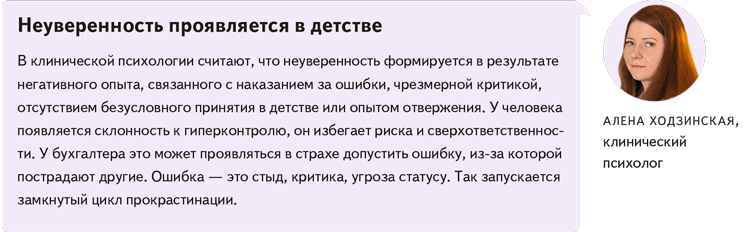 Неуверенность проявляется в детстве
В клинической психологии считают, что неуверенность формируется в результате
негативного опыта, связанного с наказанием за ошибки, чрезмерной критикой,
отсутствием безусловного принятия в детстве или опытом отвержения. У человека
появляется склонность к гиперконтролю, он избегает риска и сверхответственнос-
ти. У бухгалтера это может проявляться в страхе допустить ошибку, из-за которой
пострадают другие. Ошибка — это стыд, критика, угроза статусу. Так запускается
замкнутый цикл прокрастинации.
АЛЕНА ХОДЗИНСКАЯ,
клинический
психолог